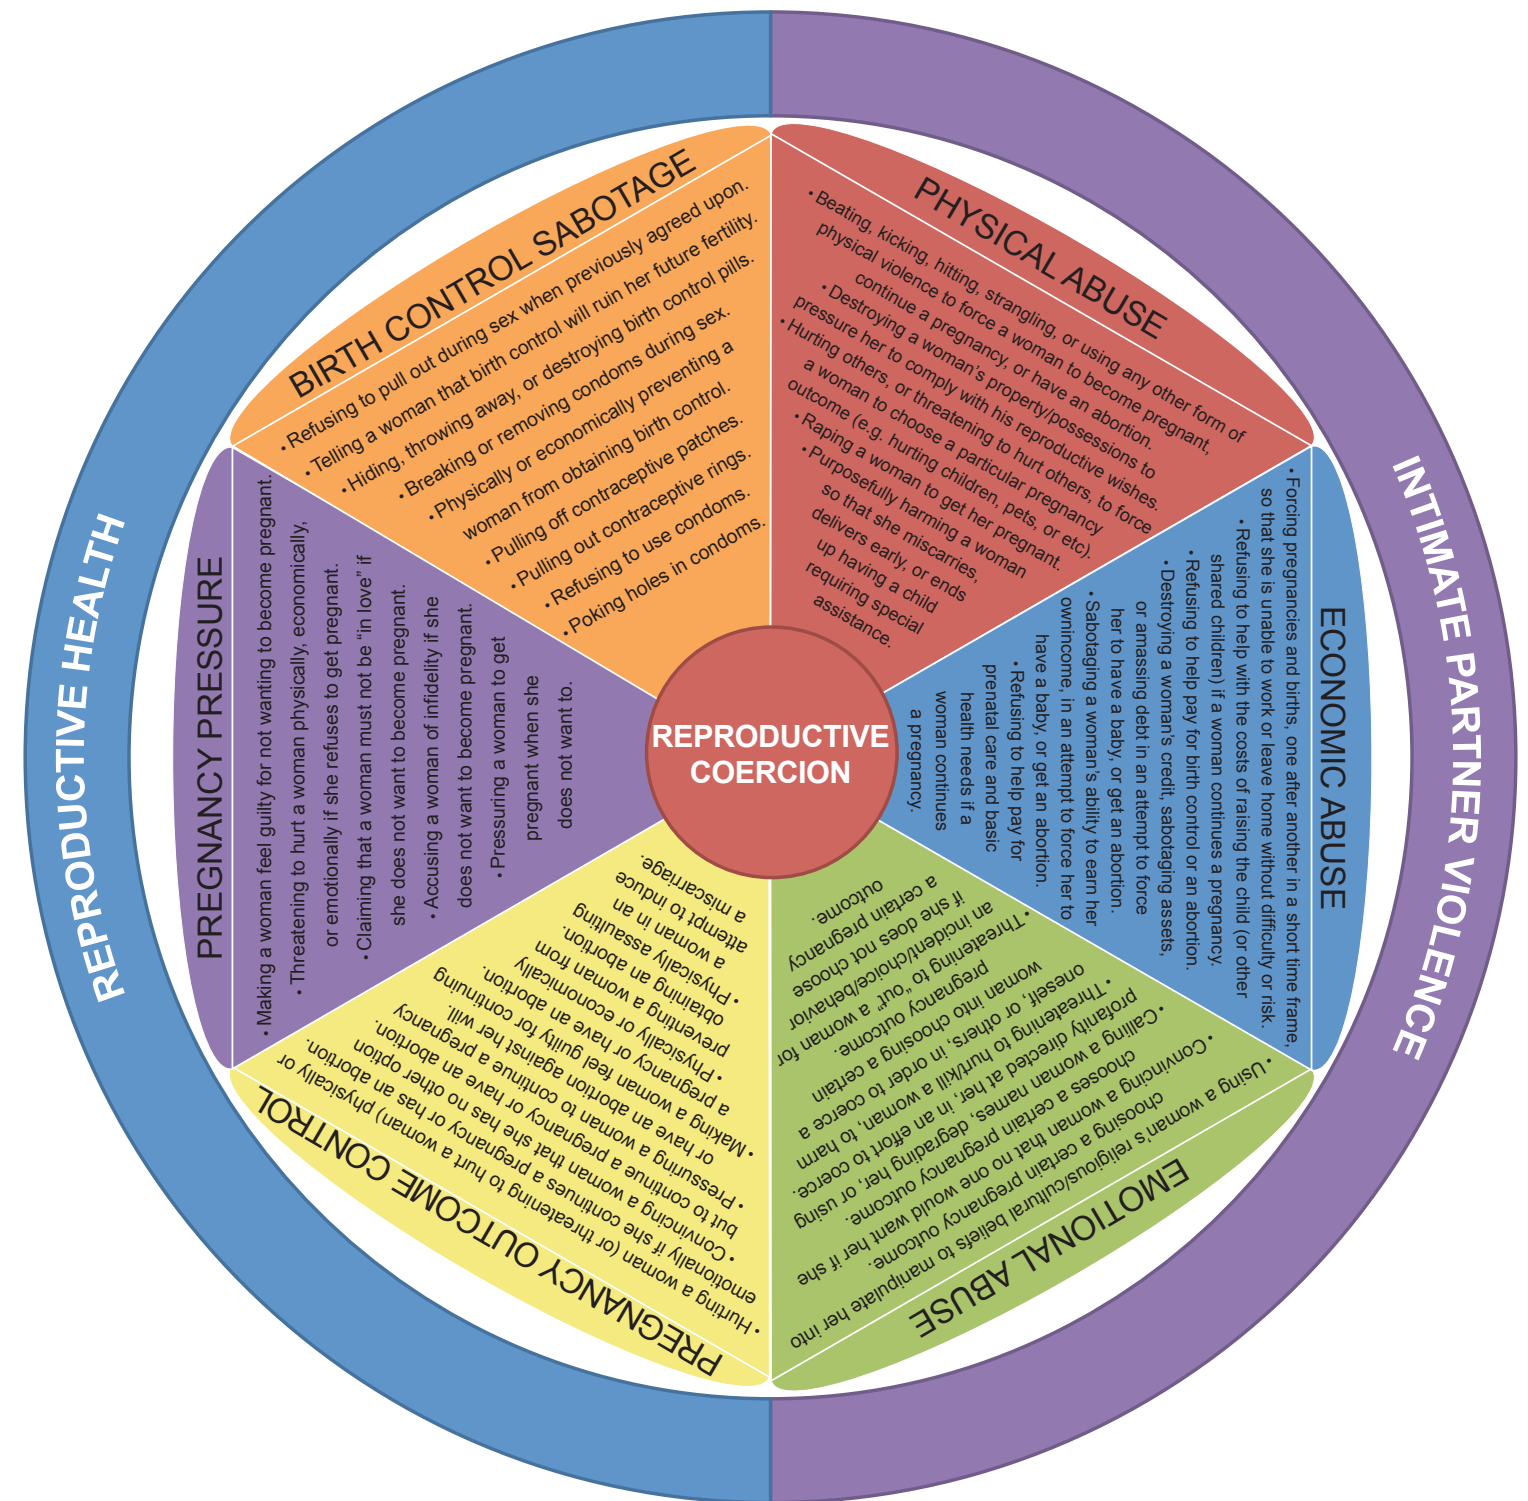 REPRODUCTIVE HEALTH
INTIMATE PARTNER VIOLENCE
REPRODUCTIVE
COERCION
PHYSICAL ABUSE
• Beating, kicking, hitting, strangling, or using any other form of
physical violence to force a woman to become pregnant,
continue a pregnancy, or have an abortion.
• Destroying a woman's property/possessions to
pressure her to comply with his reproductive wishes.
• Hurting others, or threatening to hurt others, to force
a woman to choose a particular pregnancy
outcome (e.g. hurting children, pets, or etc).
• Raping a woman to get her pregnant.
• Purposefully harming a woman
so that she miscarries,
delivers early, or ends
up having a child
requiring special
assistance.
ECONOMIC ABUSE
• Forcing pregnancies and births, one after another in a short time frame,
so that she is unable to work or leave home without difficulty or risk.
• Refusing to help with the costs of raising the child (or other
shared children) if a woman continues a pregnancy.
• Refusing to help pay for birth control or an abortion.
• Destroying a woman's credit, sabotaging assets,
or amassing debt in an attempt to force
her to have a baby, or get an abortion.
• Sabotaging a woman's ability to earn her
ownincome, in an attempt to force her to
have a baby, or get an abortion.
• Refusing to help pay for
prenatal care and basic
health needs if a
woman continues
a pregnancy.
EMOTIONAL ABUSE
• Using a woman's religious/cultural beliefs to manipulate her into
choosing a certain pregnancy outcome.
• Convincing a woman that no one would want her if she
chooses a certain pregnancy outcome.
• Calling a woman names, degrading her, or using
profanity directed at her, in an effort to coerce.
• Threatening to hurt/kill a woman, to harm
oneself, or others, in order to coerce a
woman into choosing a certain
pregnancy outcome.
• Threatening to "out" a woman for
an incident/choice/behavior
if she does not choose
a certain pregnancy
outcome.
PREGNANCY OUTCOME CONTROL
• Hurting a woman (or threatening to hurt a woman) physically or
emotionally if she continues a pregnancy or has an abortion.
• Convincing a woman that she has no other option
but to continue a pregnancy or have an abortion.
• Pressuring a woman to continue a pregnancy
or have an abortion against her will.
• Making a woman feel guilty for continuing
a pregnancy or having an abortion.
• Physically or economically
preventing a woman from
obtaining an abortion.
• Physically assaulting
a woman in an
attempt to induce
a miscarriage.
PREGNANCY PRESSURE
• Making a woman feel guilty for not wanting to become pregnant.
• Threatening to hurt a woman physically, economically,
or emotionally if she refuses to get pregnant.
• Claiming that a woman must not be "in love" if
she does not want to become pregnant.
• Accusing a woman of infidelity if she
does not want to become pregnant.
• Pressuring a woman to get
pregnant when she
does not want to.
BIRTH CONTROL SABOTAGE
• Refusing to pull out during sex when previously agreed upon.
• Telling a woman that birth control will ruin her future fertility.
• Hiding, throwing away, or destroying birth control pills.
• Breaking or removing condoms during sex.
• Physically or economically preventing a
woman from obtaining birth control.
• Pulling off contraceptive patches.
• Pulling out contraceptive rings.
• Refusing to use condoms.
• Poking holes in condoms.